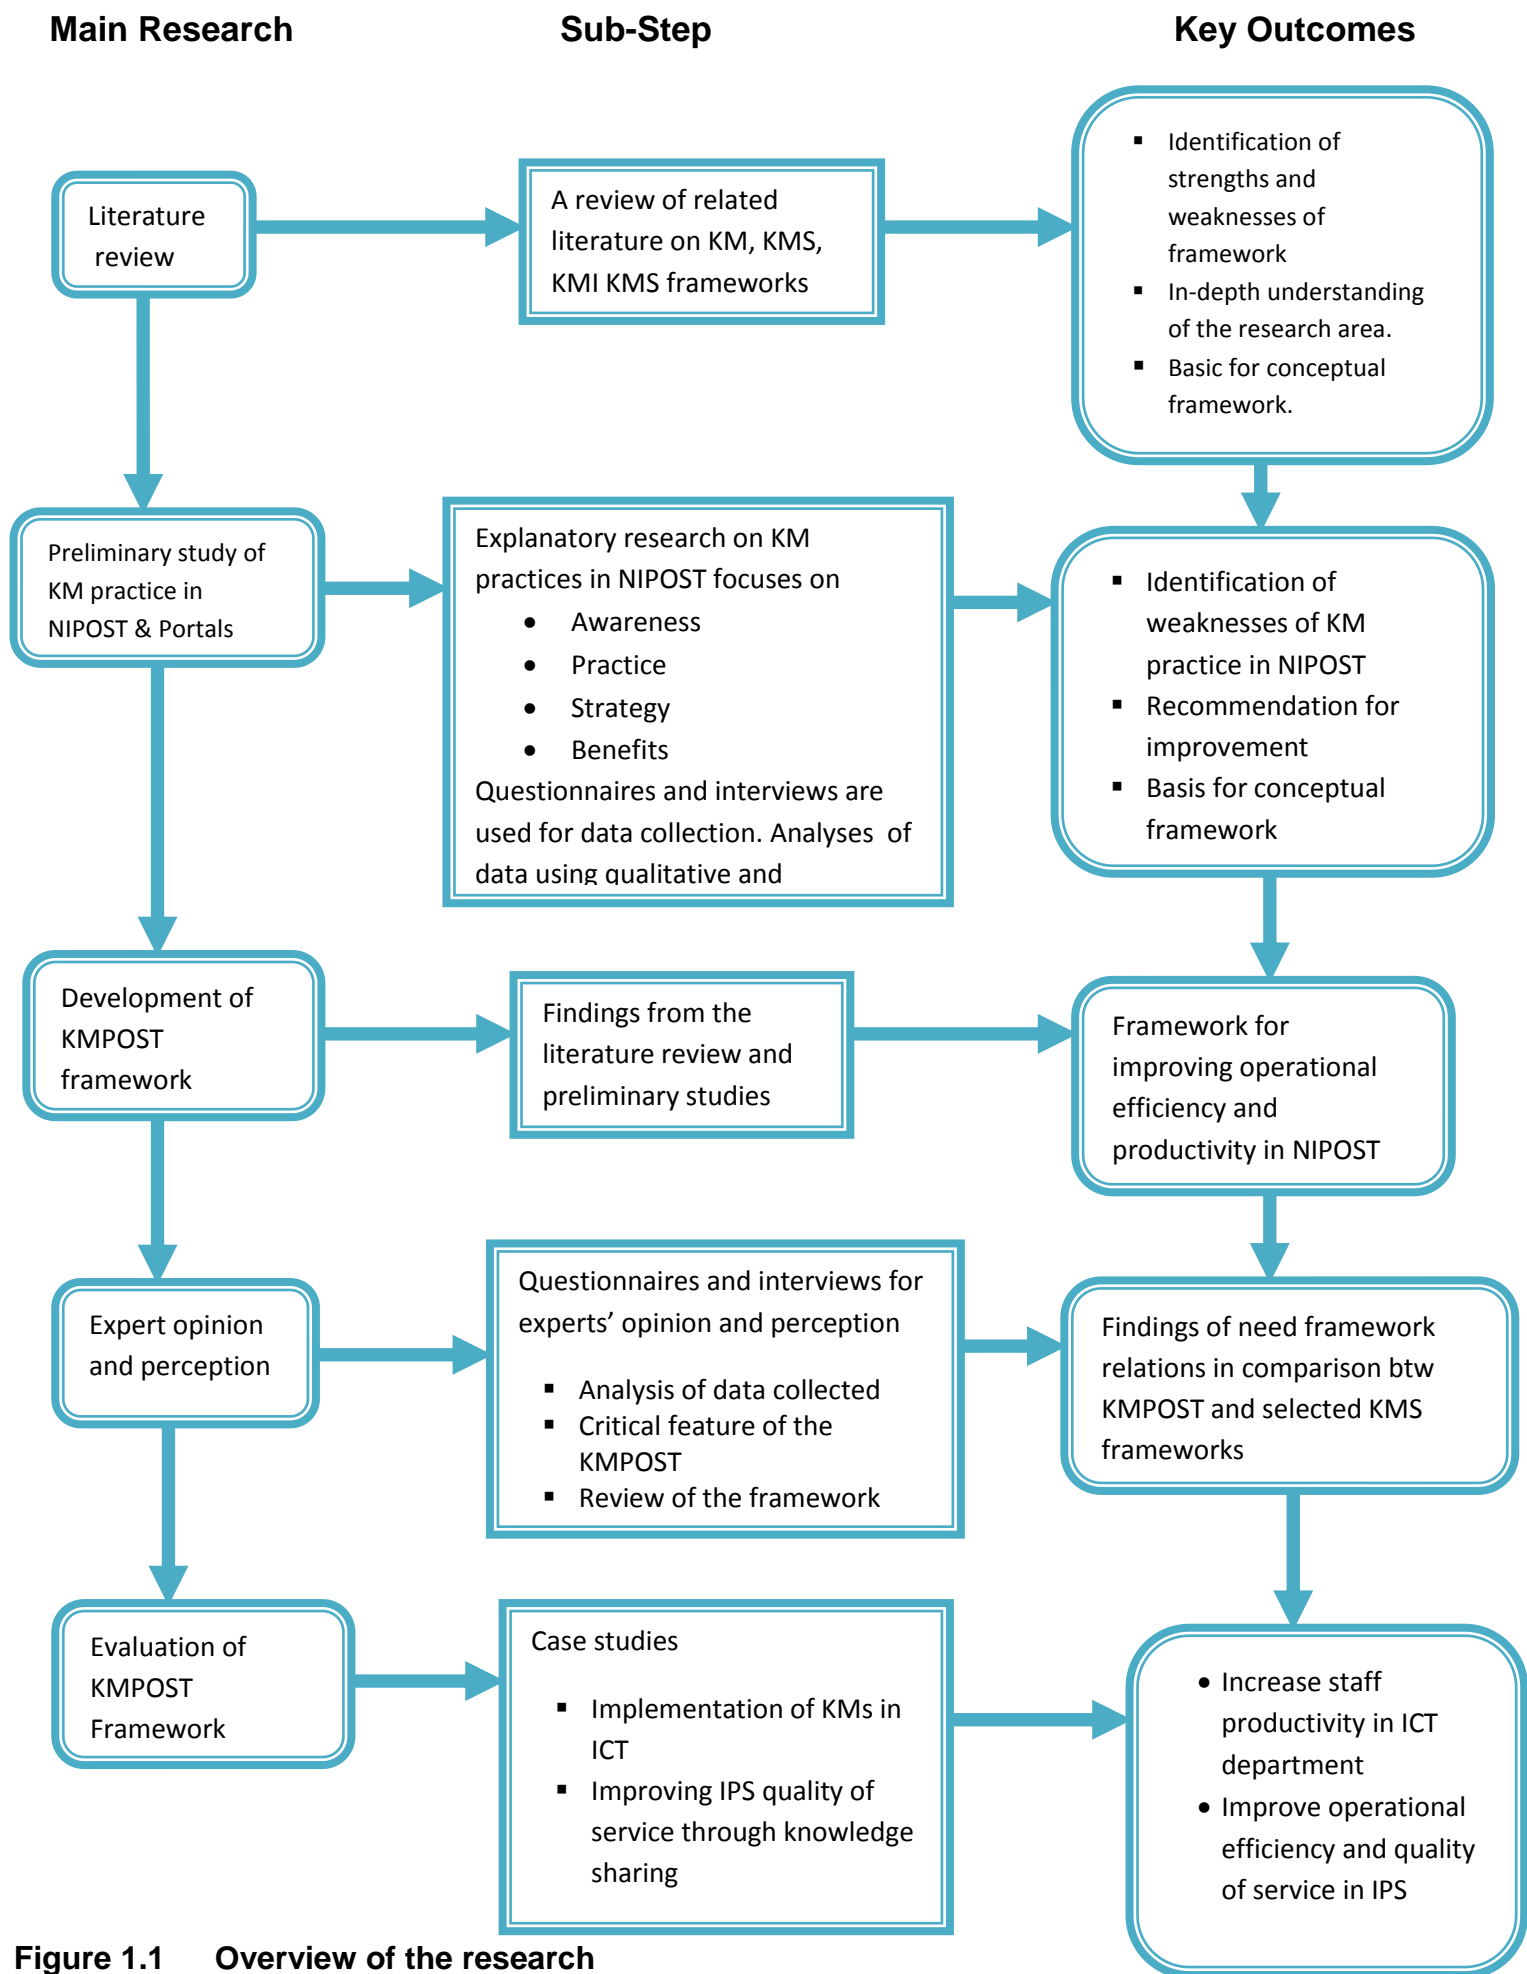 Main Research
Sub-Step
Key Outcomes
Literature
review
A review of related
literature on KM, KMS,
KMI KMS frameworks
▪ Identification of
strengths and
weaknesses of
framework
▪ In-depth understanding
of the research area.
▪ Basic for conceptual
framework.
Preliminary study of
KM practice in
NIPOST & Portals
Explanatory research on KM
practices in NIPOST focuses on
• Awareness
• Practice
• Strategy
• Benefits
Questionnaires and interviews are
used for data collection. Analyses of
data using qualitative and
▪ Identification of
weaknesses of KM
practice in NIPOST
▪ Recommendation for
improvement
▪ Basis for conceptual
framework
Development of
KMPOST
framework
Findings from the
literature review and
preliminary studies
Framework for
improving operational
efficiency and
productivity in NIPOST
Expert opinion
and perception
Questionnaires and interviews for
experts’ opinion and perception
▪ Analysis of data collected
▪ Critical feature of the
KMPOST
▪ Review of the framework
Findings of need framework
relations in comparison btw
KMPOST and selected KMS
frameworks
Evaluation of
KMPOST
Framework
Case studies
▪ Implementation of KMs in
ICT
▪ Improving IPS quality of
service through knowledge
sharing
• Increase staff
productivity in ICT
department
• Improve operational
efficiency and quality
of service in IPS
Figure 1.1 Overview of the research